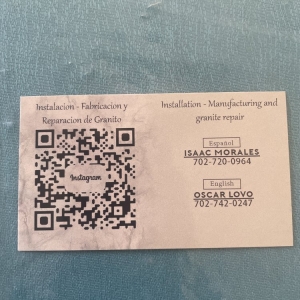 Instalacion - Fabricacion y
Reparacion de Granito
Instagram
Installation - Manufacturing and
granite repair
Español
ISAAC MORALES
702-720-0964
English
OSCAR LOVO
702-742-0247